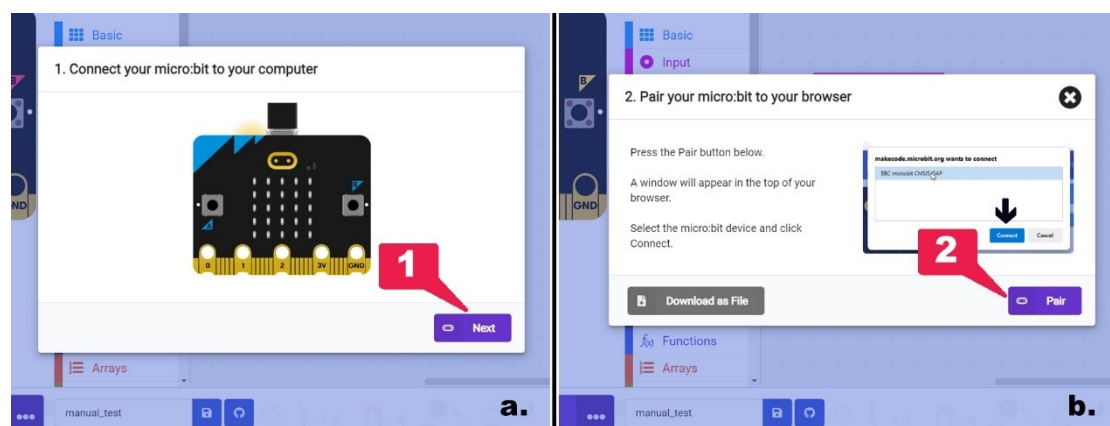 Basic
1. Connect your micro:bit to your computer
B
A
0 1 2 3V GND
ND
1
Next
Arrays
manual_test
a.
Basic
Input
B
2. Pair your micro:bit to your browser
Press the Pair button below.
A window will appear in the top of your
browser.
Select the micro:bit device and click
Connect.
makecode.microbit.org wants to connect
BBC micro:bit CMSIS-DAP
Connect Cancel
GND
2
Download as File
Pair
f(x) Functions
Arrays
manual_test
b.